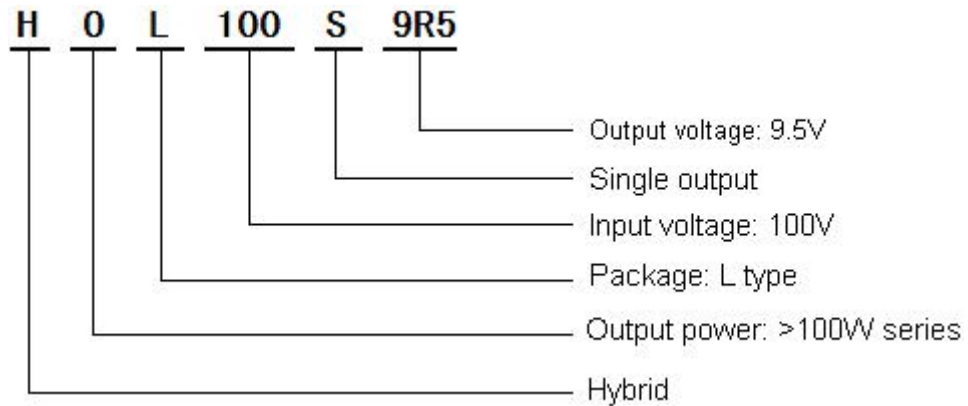 H 0 L 100 S 9R5
Output voltage: 9.5V
Single output
Input voltage: 100V
Package: L type
Output power: >100W series
Hybrid